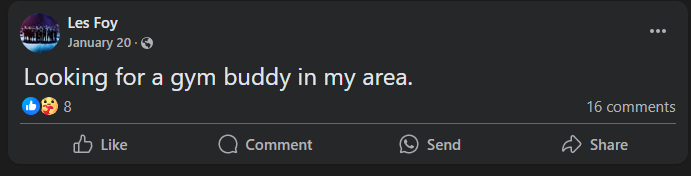 Les Foy
January 20 ·
Looking for a gym buddy in my area.
8
16 comments
Like
Comment
Send
Share